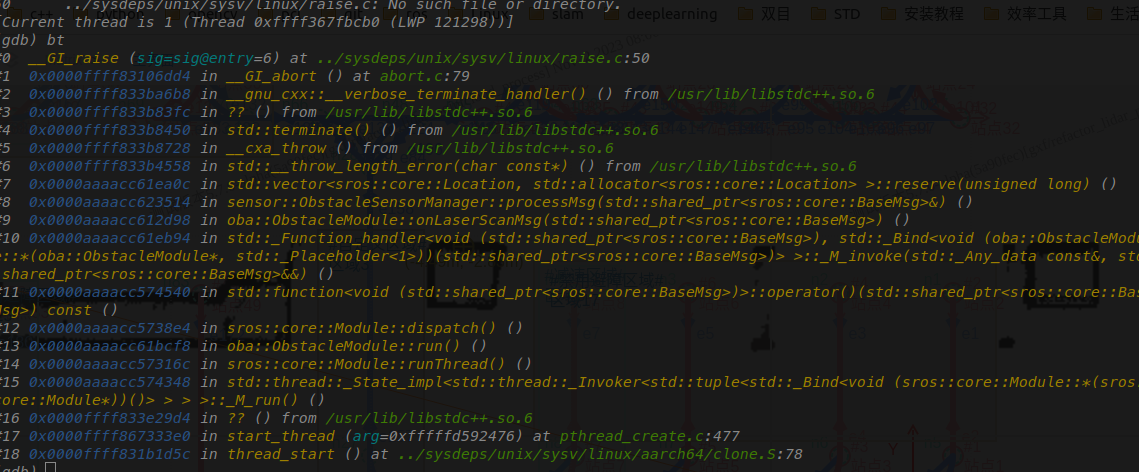 50      ../sysdeps/unix/sysv/linux/raise.c: No such file or directory.
[Current thread is 1 (Thread 0xffff367fbcb0 (LWP 121298))]
slam deeplearning 双目 STD 安装教程 效率工具 生活
(gdb) bt
#0  __GI_raise (sig=sig@entry=6) at ../sysdeps/unix/sysv/linux/raise.c:50
#1  0x0000ffff83106dd4 in __GI_abort () at abort.c:79
#2  0x0000ffff833ba6b8 in __gnu_cxx::__verbose_terminate_handler() () from /usr/lib/libstdc++.so.6
#3  0x0000ffff833b83fc in ?? () from /usr/lib/libstdc++.so.6
#4  0x0000ffff833b8450 in std::terminate() () from /usr/lib/libstdc++.so.6
#5  0x0000ffff833b8728 in __cxa_throw () from /usr/lib/libstdc++.so.6
#6  0x0000ffff833b4558 in std::__throw_length_error(char const*) () from /usr/lib/libstdc++.so.6
#7  0x0000aaaacc61ea0c in std::vector<sros::core::Location, std::allocator<sros::core::Location> >::reserve(unsigned long) ()
#8  0x0000aaaacc623514 in sensor::ObstacleSensorManager::processMsg(std::shared_ptr<sros::core::BaseMsg>&) ()
#9  0x0000aaaacc612d98 in oba::ObstacleModule::onLaserScanMsg(std::shared_ptr<sros::core::BaseMsg>) ()
#10 0x0000aaaacc61eb94 in std::_Function_handler<void (std::shared_ptr<sros::core::BaseMsg>), std::_Bind<void (oba::ObstacleModu
e::*(oba::ObstacleModule*, std::_Placeholder<1>))(std::shared_ptr<sros::core::BaseMsg>)> >::_M_invoke(std::_Any_data const&, st
shared_ptr<sros::core::BaseMsg>&&) ()
#11 0x0000aaaacc574540 in std::function<void (std::shared_ptr<sros::core::BaseMsg>)>::operator()(std::shared_ptr<sros::core::Bas
Msg>) const ()
#12 0x0000aaaacc5738e4 in sros::core::Module::dispatch() ()
#13 0x0000aaaacc61bcf8 in oba::ObstacleModule::run() ()
#14 0x0000aaaacc57316c in sros::core::Module::runThread() ()
#15 0x0000aaaacc574348 in std::thread::_State_impl<std::thread::_Invoker<std::tuple<std::_Bind<void (sros::core::Module::*(sros:
core::Module*))()> > > >::_M_run() ()
#16 0x0000ffff833e29d4 in ?? () from /usr/lib/libstdc++.so.6
#17 0x0000ffff867333e0 in start_thread (arg=0xfffffd592476) at pthread_create.c:477
#18 0x0000ffff831b1d5c in thread_start () at ../sysdeps/unix/sysv/linux/aarch64/clone.S:78
(gdb)